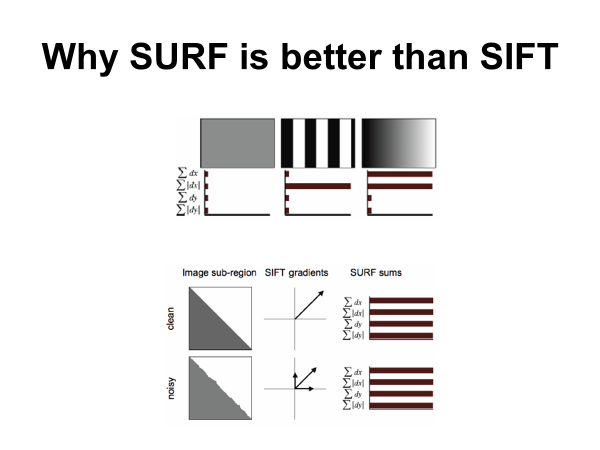 Why SURF is better than SIFT
∑ dx
∑ |dx|
∑ dy
∑ |dy|
Image sub-region SIFT gradients SURF sums
clean
∑ dx
∑ |dx|
∑ dy
∑ |dy|
noisy
∑ dx
∑ |dx|
∑ dy
∑ |dy|